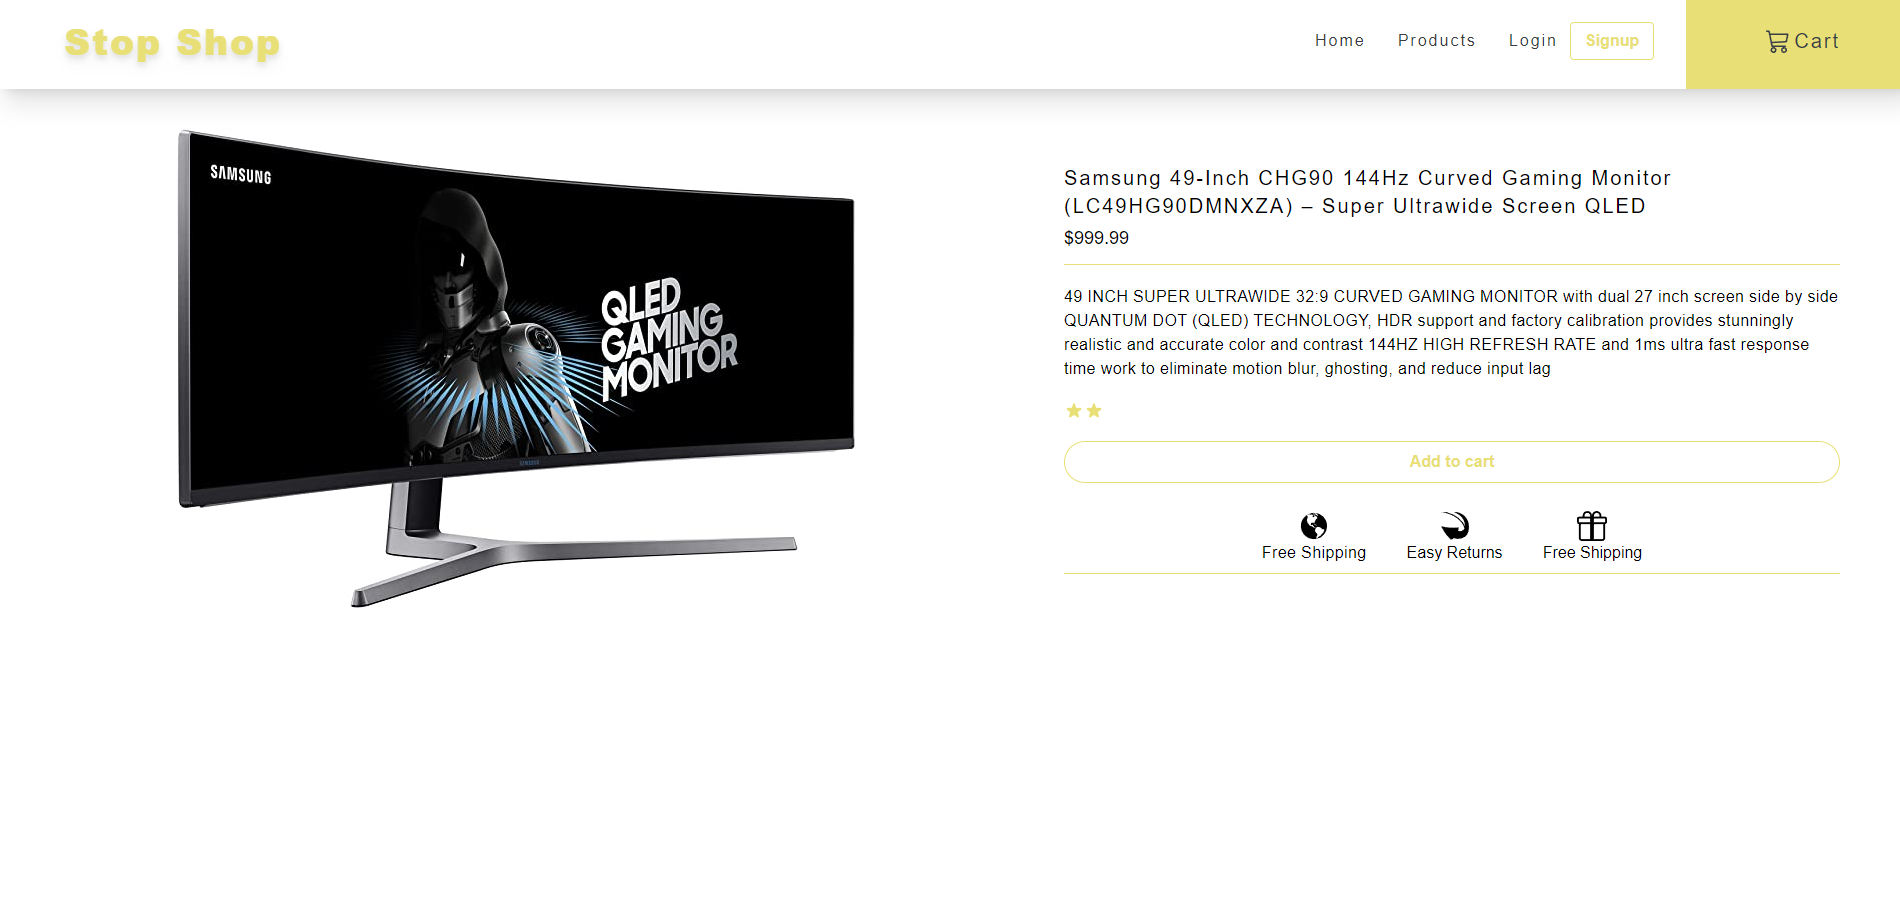 Stop Shop
Home
Products
Login
Signup
Cart
SAMSUNG
QLED
GAMING
MONITOR
SAMSUNG
Samsung 49-Inch CHG90 144Hz Curved Gaming Monitor
(LC49HG90DMNXZA) – Super Ultrawide Screen QLED
$999.99
49 INCH SUPER ULTRAWIDE 32:9 CURVED GAMING MONITOR with dual 27 inch screen side by side
QUANTUM DOT (QLED) TECHNOLOGY, HDR support and factory calibration provides stunningly
realistic and accurate color and contrast 144HZ HIGH REFRESH RATE and 1ms ultra fast response
time work to eliminate motion blur, ghosting, and reduce input lag
Add to cart
Free Shipping
Easy Returns
Free Shipping